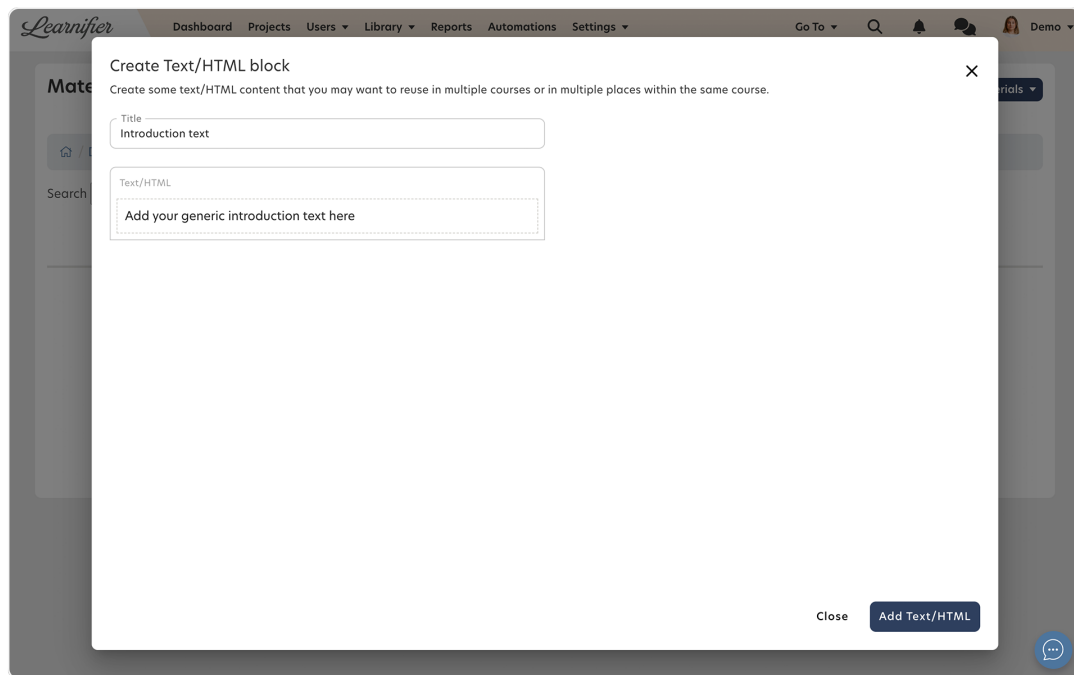 Learnifier Dashboard Projects Users Library Reports Automations Settings Go To Demo
Create Text/HTML block
Mate
Create some text/HTML content that you may want to reuse in multiple courses or in multiple places within the same course.
erials
Title
Introduction text
/
Search
Text/HTML
Add your generic introduction text here
Close Add Text/HTML